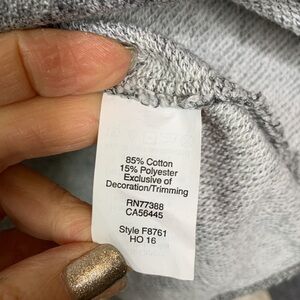 85% Cotton
15% Polyester
Exclusive of
Decoration/Trimming
RN77388
CA56445
Style F8761
HO 16